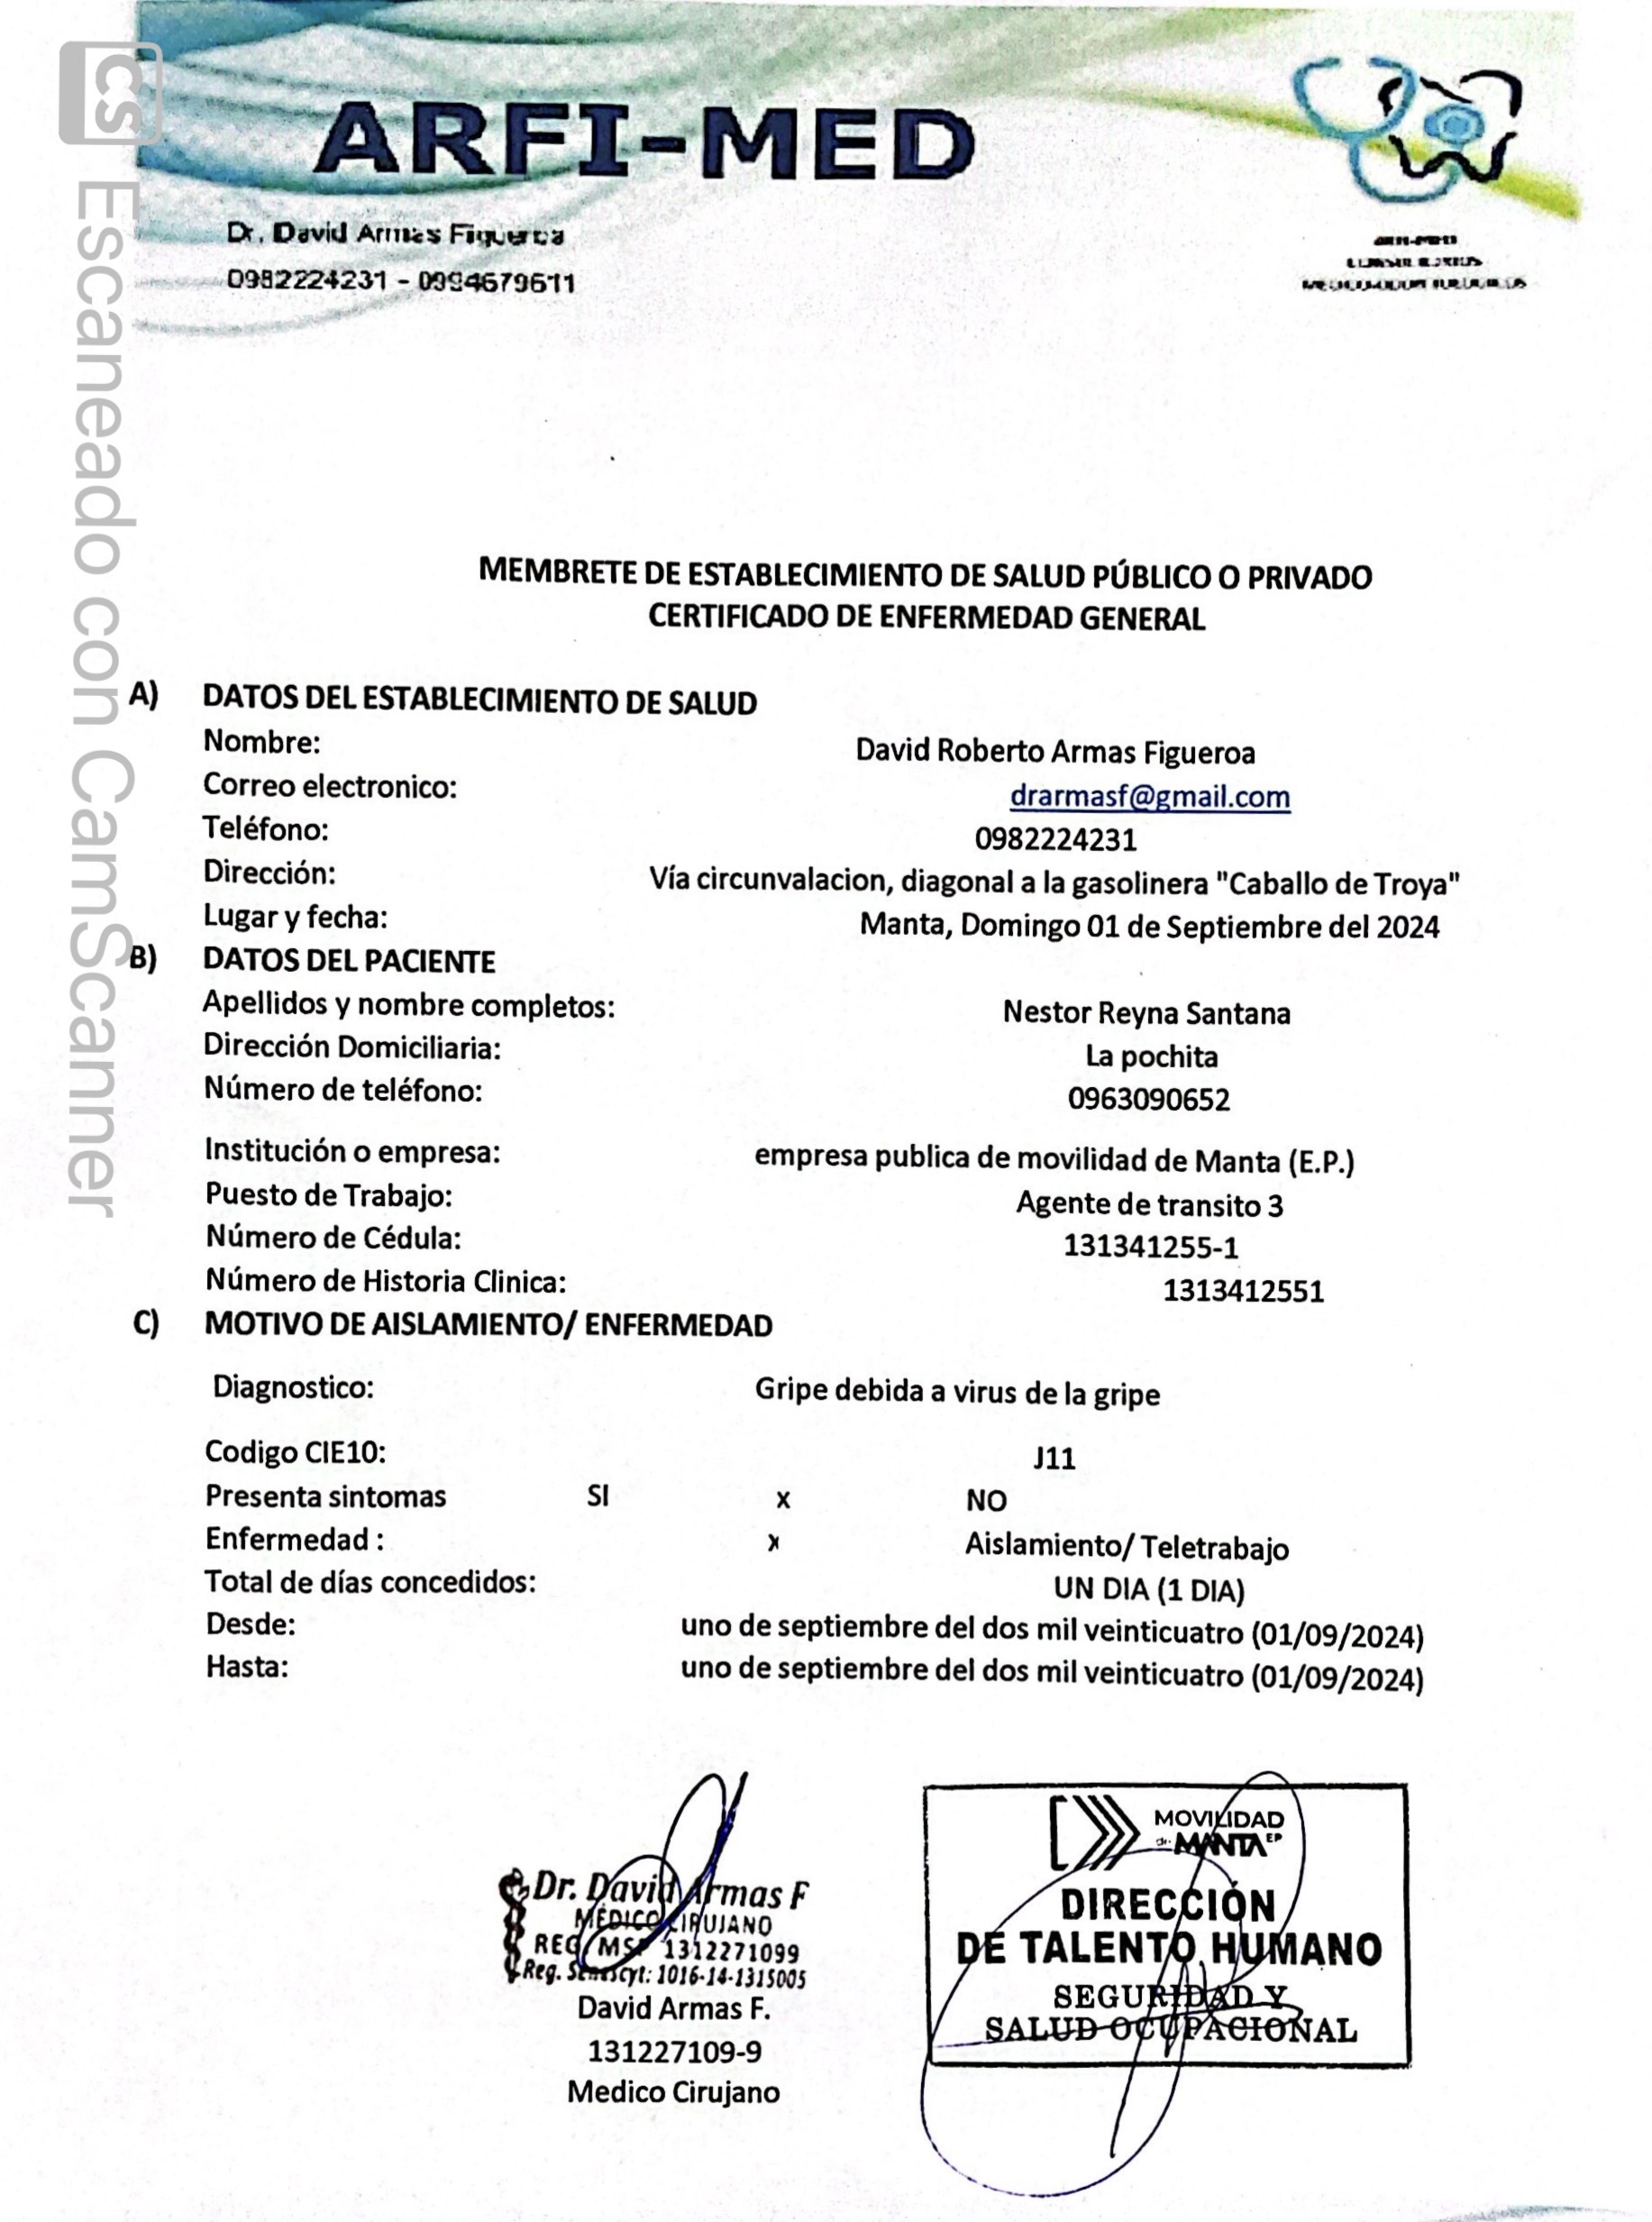 CS Escaneado con CamScanner
ARFI-MED
Dr. David Armas Figueroa
0982224231 - 0994679611
MEMBRETE DE ESTABLECIMIENTO DE SALUD PÚBLICO O PRIVADO
CERTIFICADO DE ENFERMEDAD GENERAL
A) DATOS DEL ESTABLECIMIENTO DE SALUD
Nombre: David Roberto Armas Figueroa
Correo electronico: drarmasf@gmail.com
Teléfono: 0982224231
Dirección: Vía circunvalacion, diagonal a la gasolinera "Caballo de Troya"
Lugar y fecha: Manta, Domingo 01 de Septiembre del 2024
B) DATOS DEL PACIENTE
Apellidos y nombre completos: Nestor Reyna Santana
Dirección Domiciliaria: La pochita
Número de teléfono: 0963090652
Institución o empresa: empresa publica de movilidad de Manta (E.P.)
Puesto de Trabajo: Agente de transito 3
Número de Cédula: 131341255-1
Número de Historia Clinica: 1313412551
C) MOTIVO DE AISLAMIENTO/ ENFERMEDAD
Diagnostico: Gripe debida a virus de la gripe
Codigo CIE10: J11
Presenta sintomas SI x NO
Enfermedad : x Aislamiento/ Teletrabajo
Total de días concedidos: UN DIA (1 DIA)
Desde: uno de septiembre del dos mil veinticuatro (01/09/2024)
Hasta: uno de septiembre del dos mil veinticuatro (01/09/2024)
Dr. David Armas F
MÉDICO CIRUJANO
REG MSP 1312271099
Reg. Senescyt: 1016-14-1315005
David Armas F.
131227109-9
Medico Cirujano
MOVILIDAD
de MANTA EP
DIRECCIÓN
DE TALENTO HUMANO
SEGURIDAD Y
SALUD OCUPACIONAL